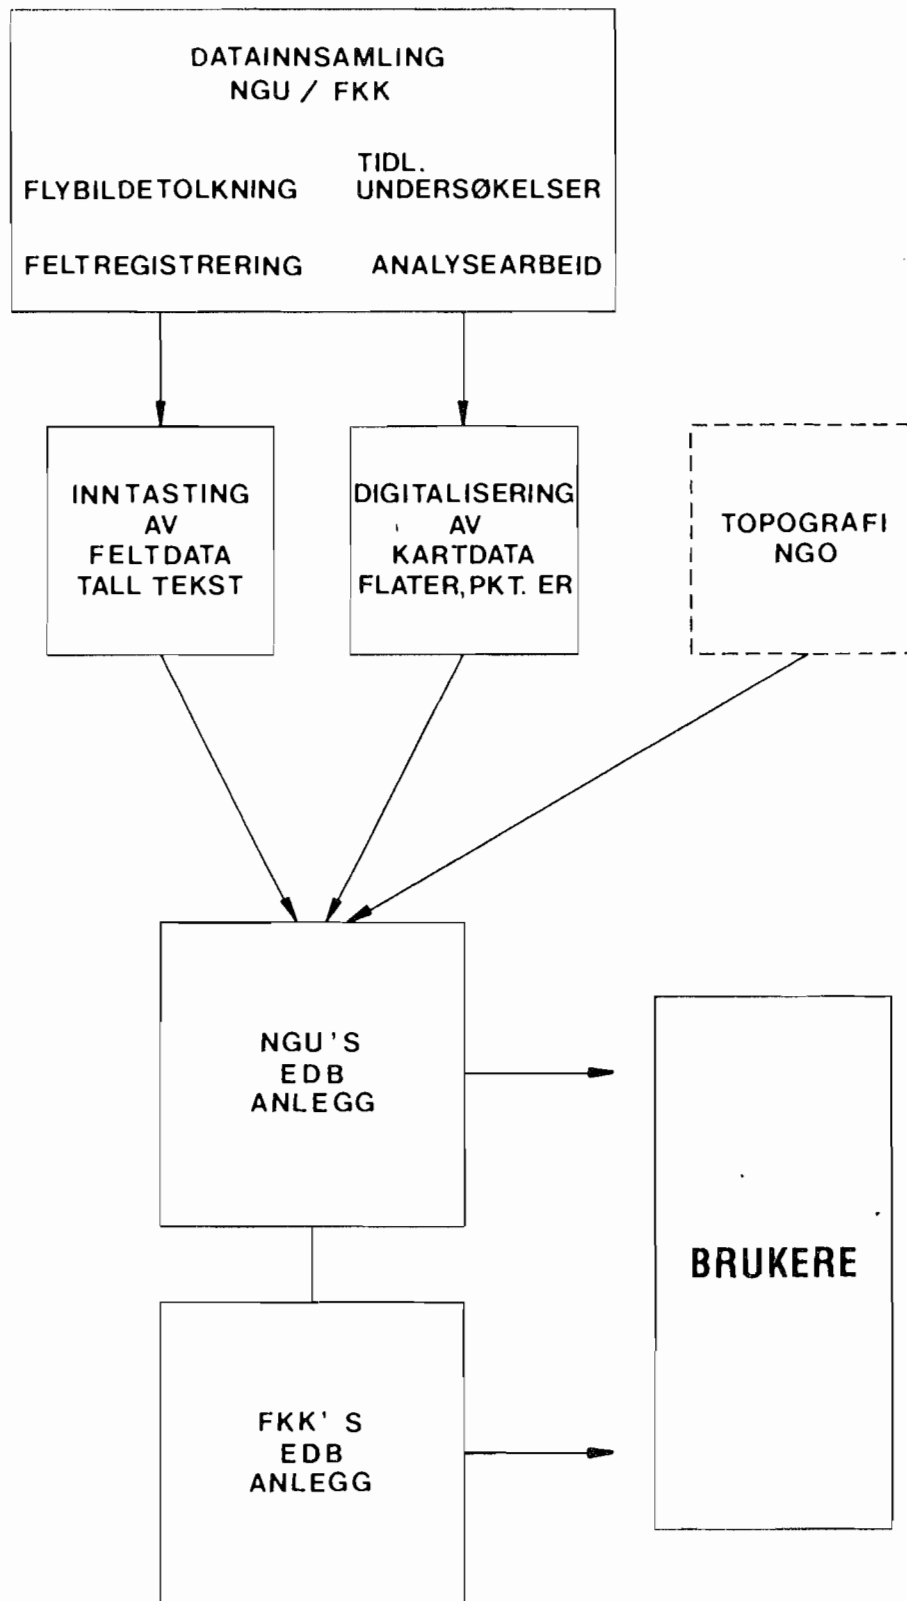 DATAINNSAMLING
NGU / FKK
FLYBILDETOLKNING
TIDL.
UNDERSØKELSER
FELTREGISTRERING
ANALYSEARBEID
INNTASTING
AV
FELTDATA
TALL TEKST
DIGITALISERING
AV
KARTDATA
FLATER, PKT. ER
TOPOGRAFI
NGO
NGU'S
EDB
ANLEGG
BRUKERE
FKK'S
EDB
ANLEGG